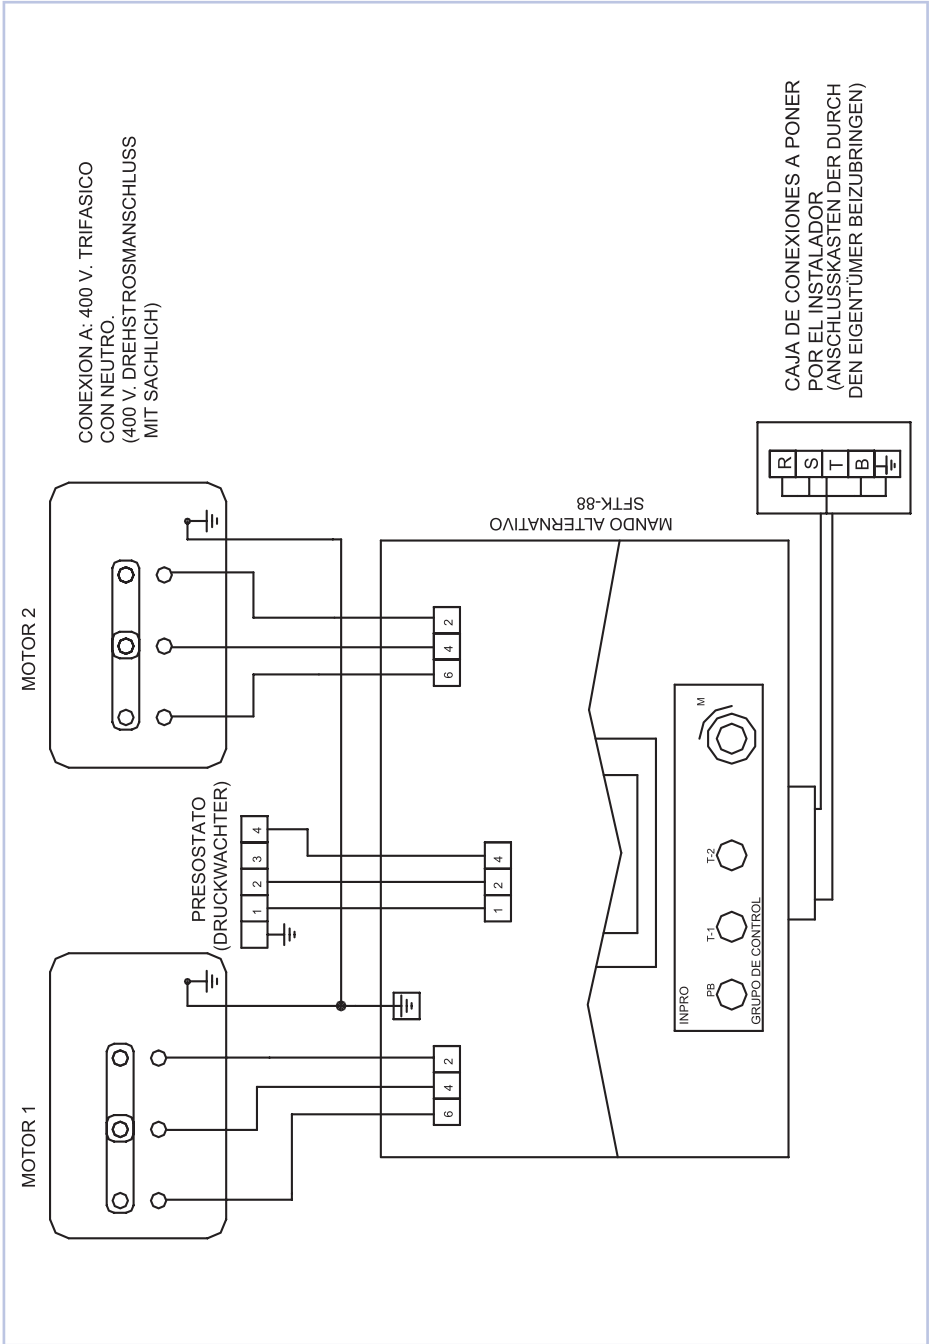 CONEXION A: 400 V. TRIFASICO
CON NEUTRO.
(400 V. DREHSTROSMANSCHLUSS
MIT SACHLICH)
MOTOR 1
MOTOR 2
PRESOSTATO
(DRUCKWACHTER)
1
2
3
4
6
4
2
1
2
4
6
4
2
MANDO ALTERNATIVO
SFTK-88
INPRO
PB
T-1
T-2
M
GRUPO DE CONTROL
R
S
T
B
CAJA DE CONEXIONES A PONER
POR EL INSTALADOR
(ANSCHLUSSKASTEN DER DURCH
DEN EIGENTÜMER BEIZUBRINGEN)